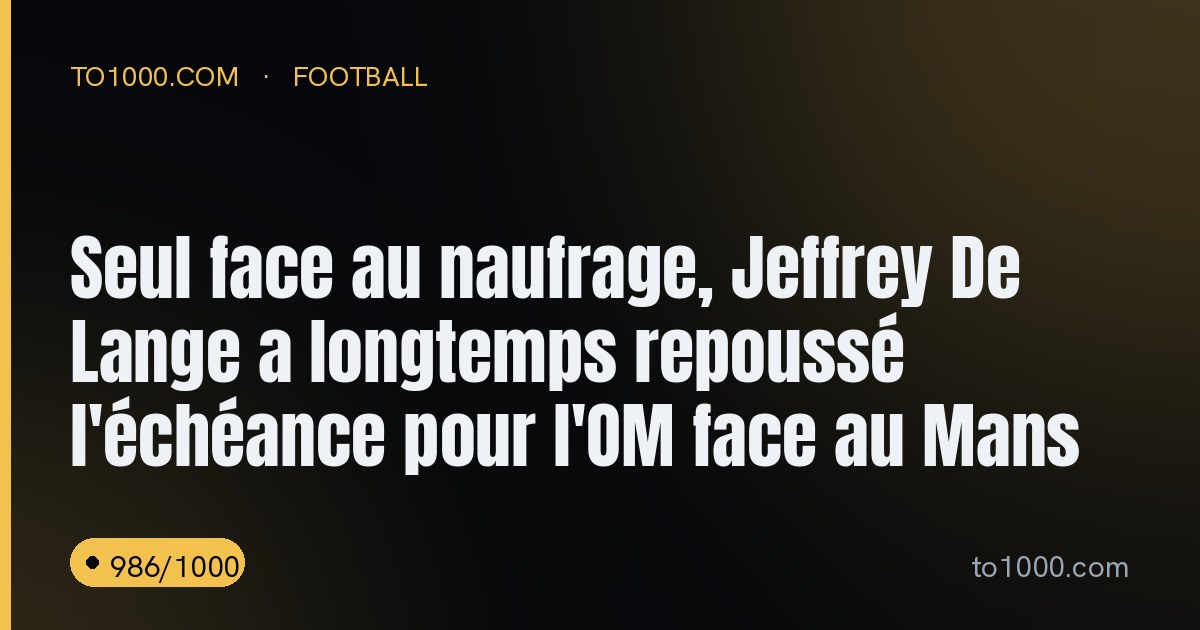 TO1000.COM · FOOTBALL
Seul face au naufrage, Jeffrey De
Lange a longtemps repoussé
l'échéance pour l'OM face au Mans
986/1000
to1000.com